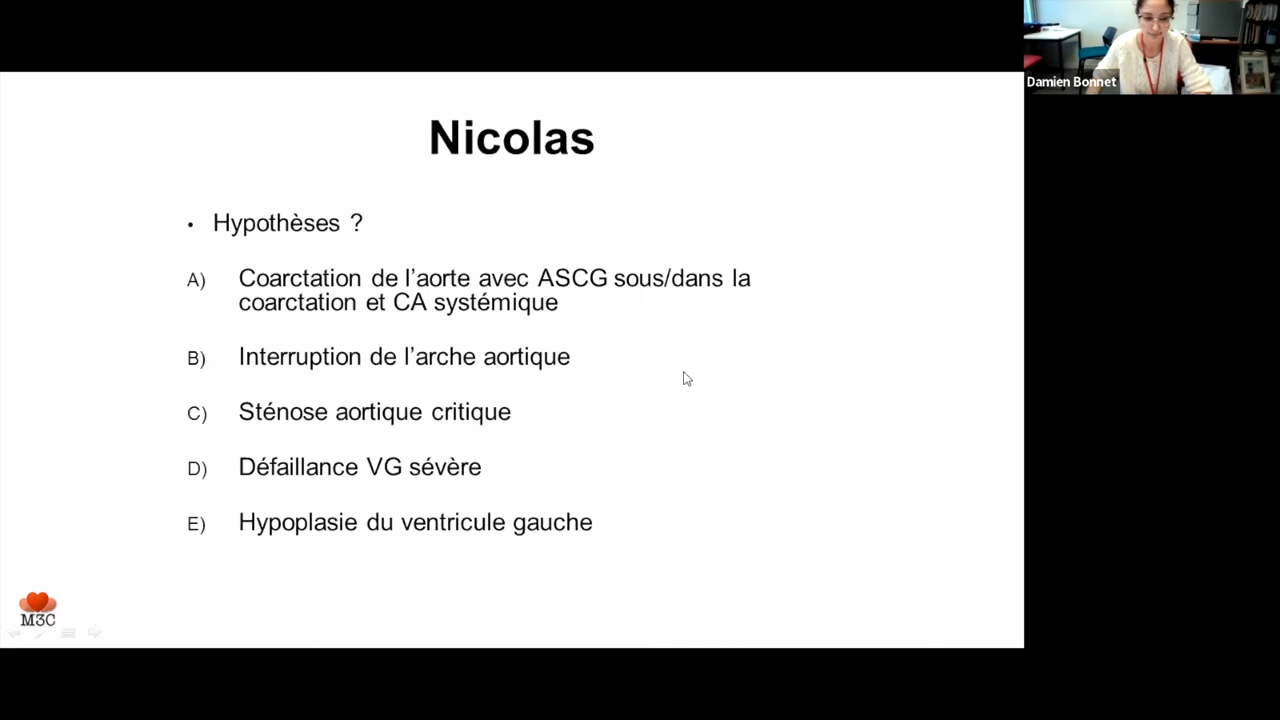 Damien Bonnet
Nicolas
• Hypothèses ?
A) Coarctation de l’aorte avec ASCG sous/dans la
coarctation et CA systémique
B) Interruption de l’arche aortique
C) Sténose aortique critique
D) Défaillance VG sévère
E) Hypoplasie du ventricule gauche
M3C